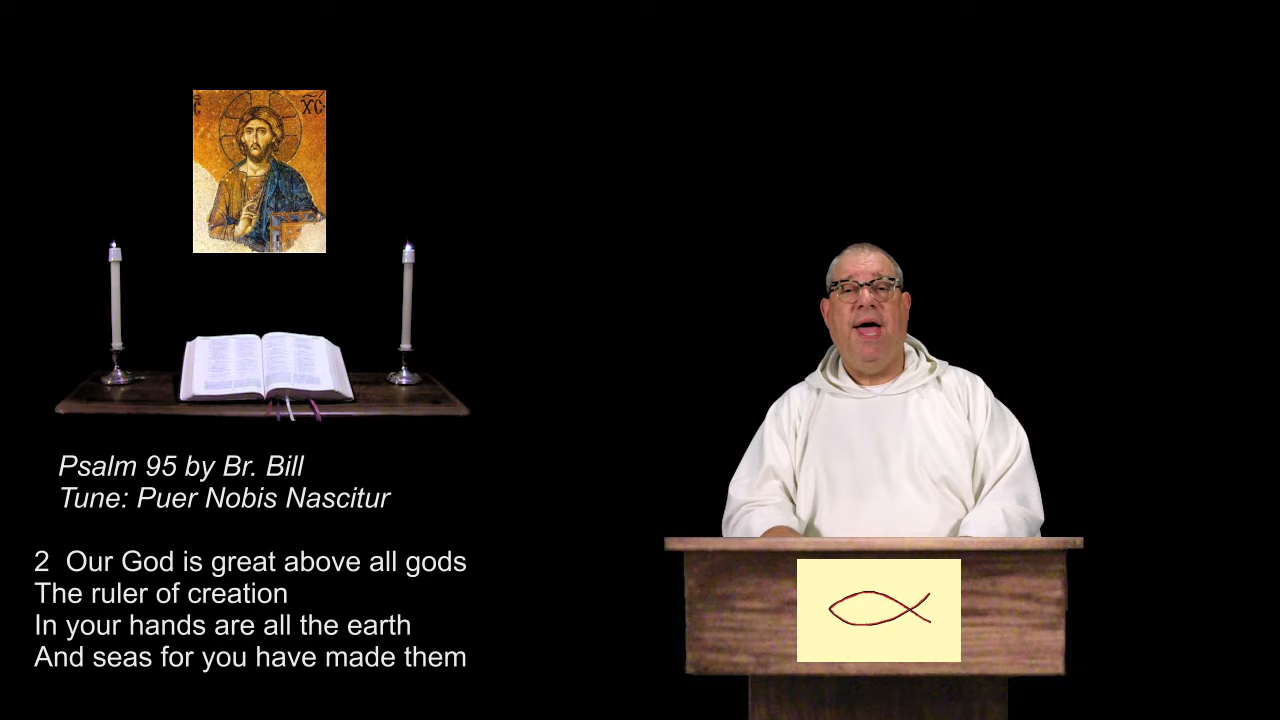 XC
Psalm 95 by Br. Bill
Tune: Puer Nobis Nascitur
2 Our God is great above all gods
The ruler of creation
In your hands are all the earth
And seas for you have made them